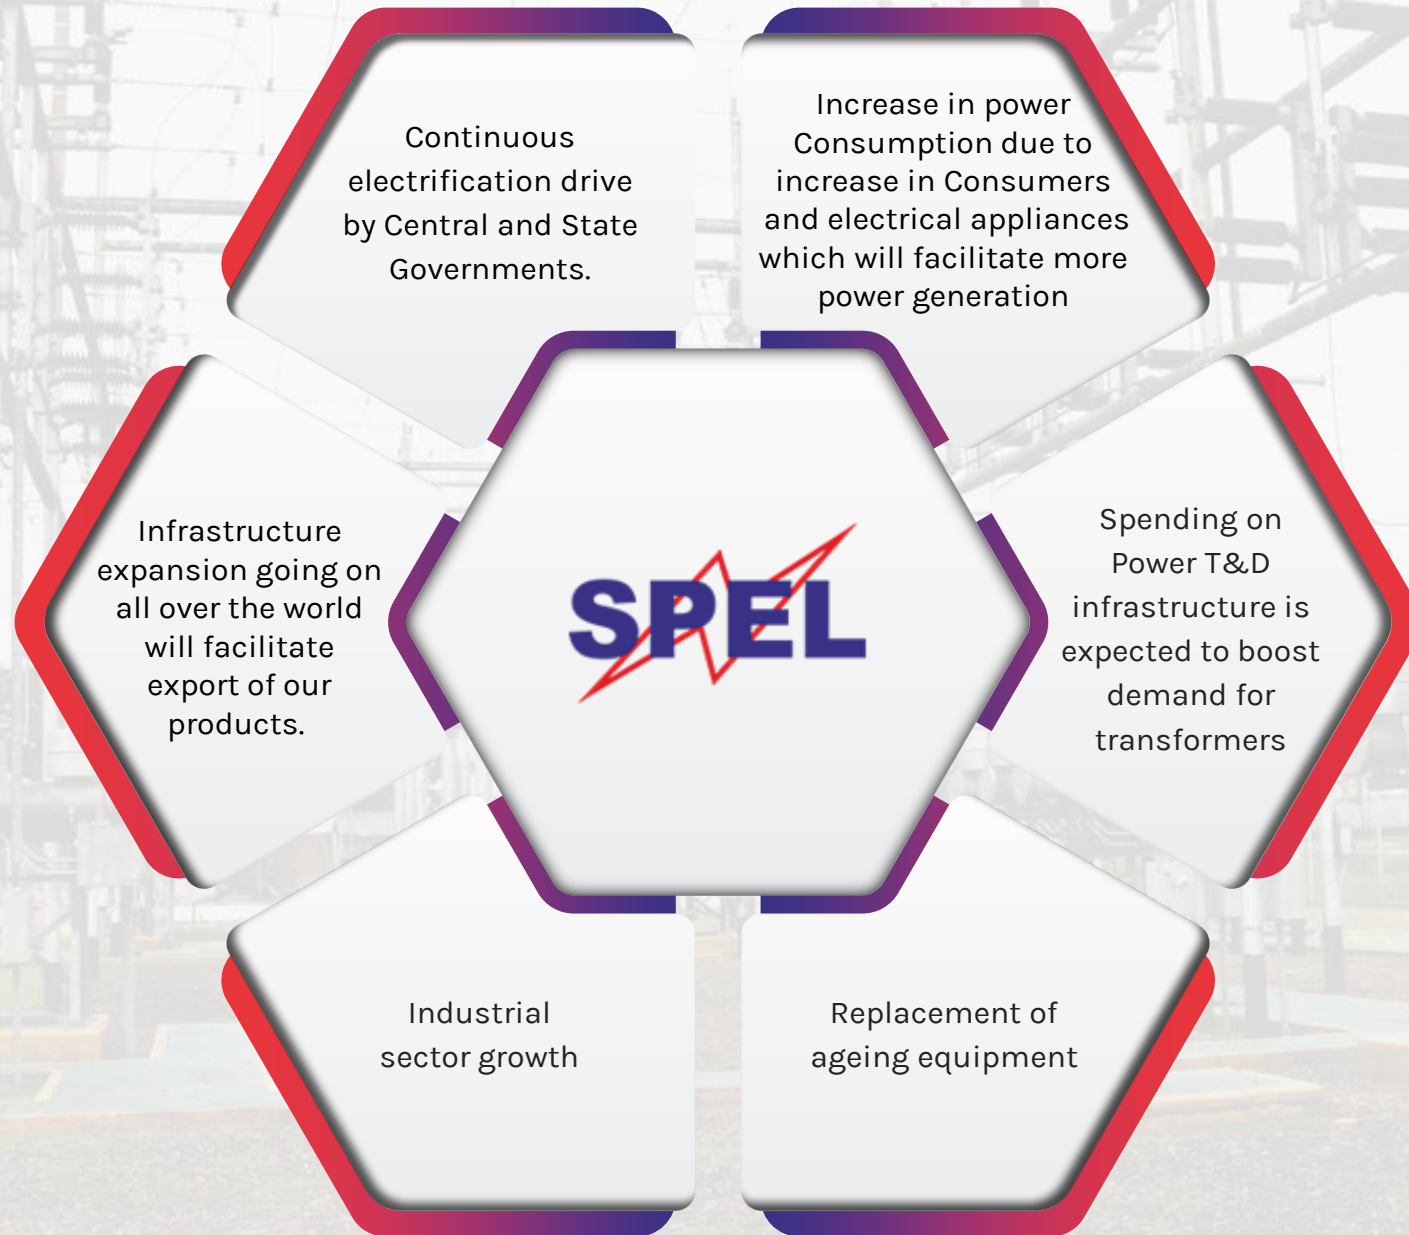 Continuous
electrification drive
by Central and State
Governments.
Increase in power
Consumption due to
increase in Consumers
and electrical appliances
which will facilitate more
power generation
Infrastructure
expansion going on
all over the world
will facilitate
export of our
products.
SPEL
Spending on
Power T&D
infrastructure is
expected to boost
demand for
transformers
Industrial
sector growth
Replacement of
ageing equipment